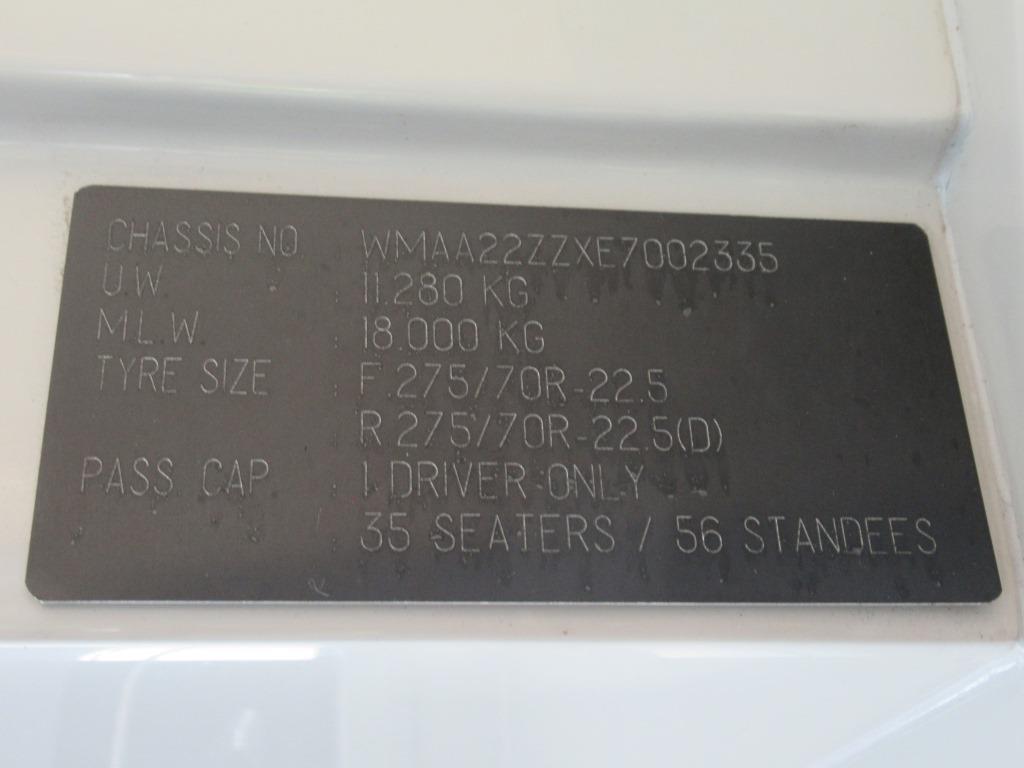 CHASSIS NO WMAA22ZZXE7002335
U.W : 11.280 KG
M.L.W : 18.000 KG
TYRE SIZE : F.275/70R-22.5
R.275/70R-22.5(D)
PASS. CAP : 1 DRIVER ONLY
: 35 SEATERS / 56 STANDEES